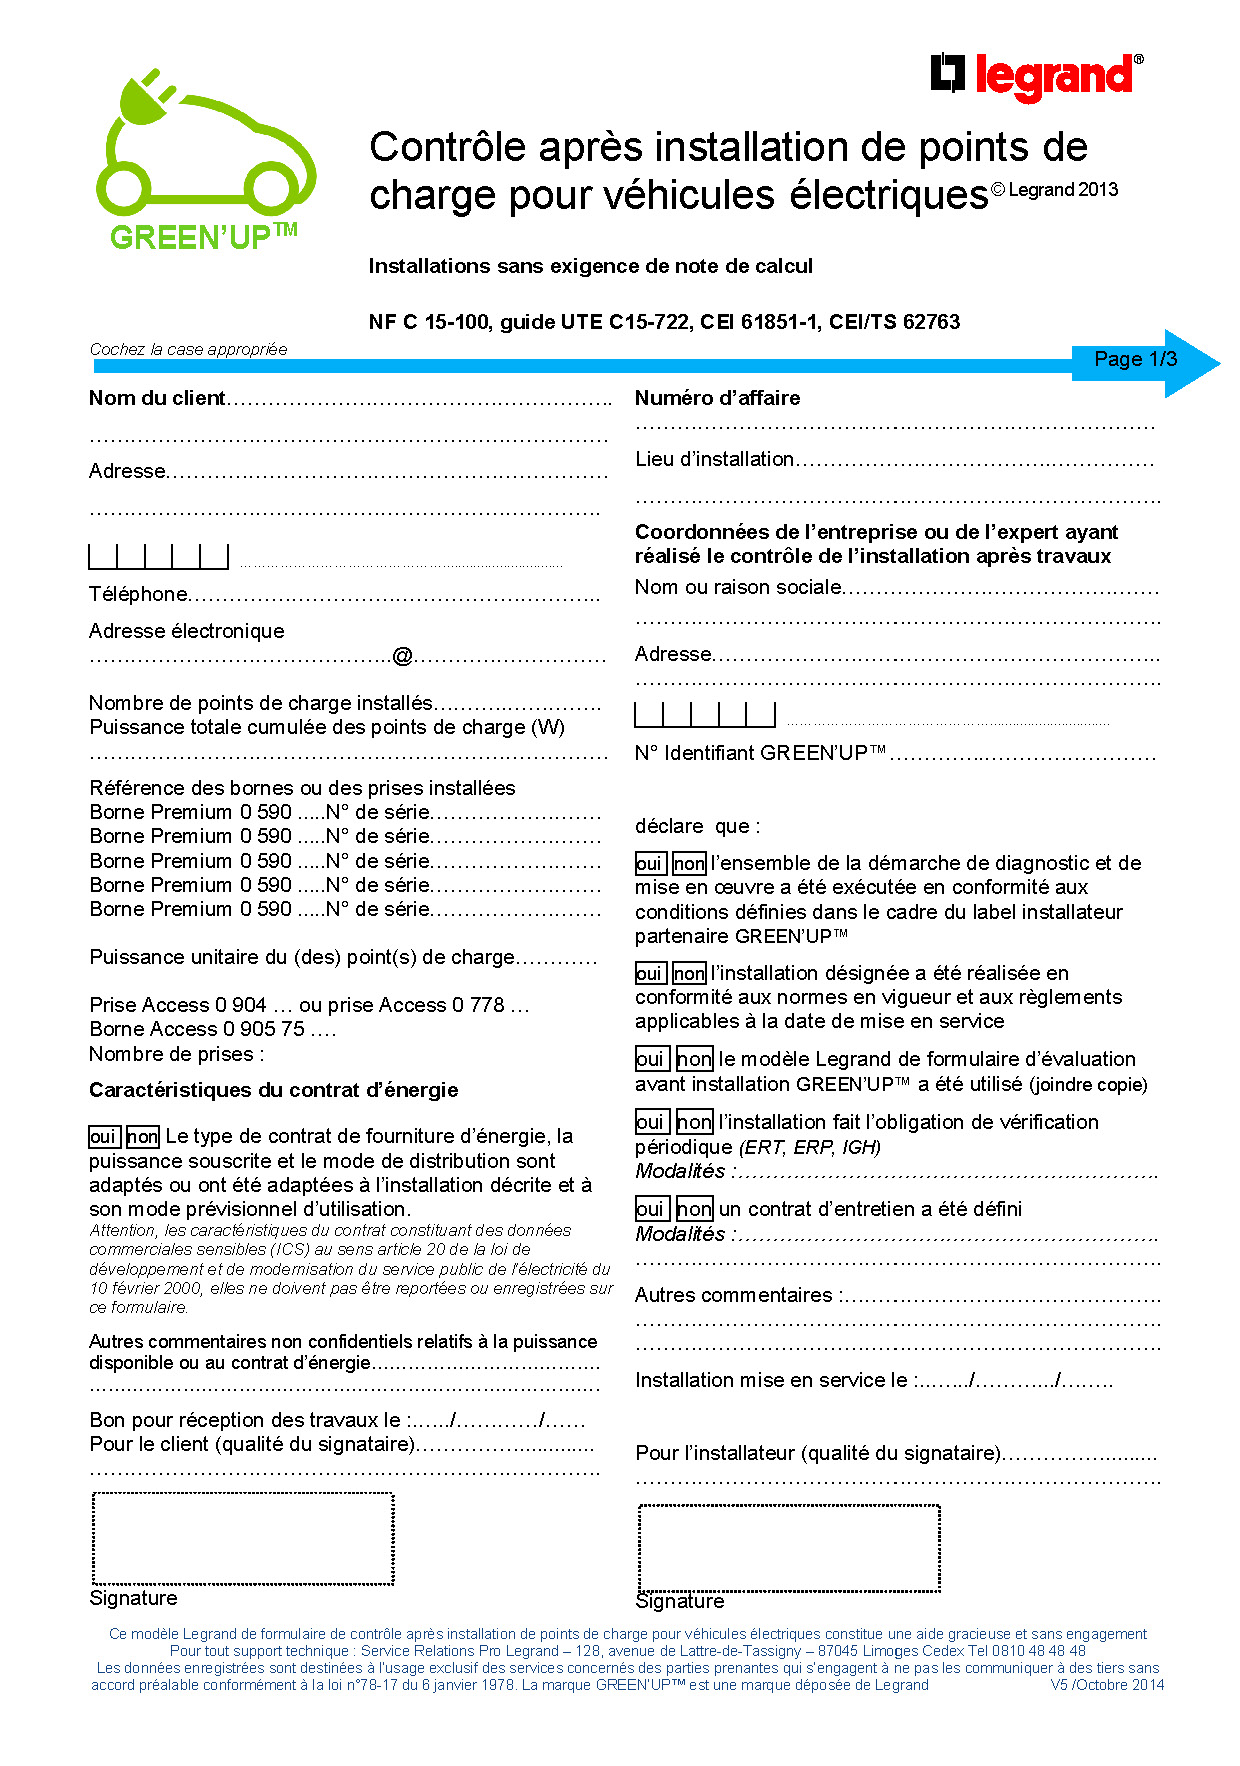 legrand®
Contrôle après installation de points de
charge pour véhicules électriques© Legrand 2013
GREEN’UP™
Installations sans exigence de note de calcul
NF C 15-100, guide UTE C15-722, CEI 61851-1, CEI/TS 62763
Cochez la case appropriée
Page 1/3
Nom du client……………………………………………..
…………………………………………………………………
Adresse………………………………………………………
……………………………………………………………….
……………………………………………………
Téléphone…………………………………………………..
Adresse électronique
……………………………………..@………………………
Nombre de points de charge installés…………………….
Puissance totale cumulée des points de charge (W)
…………………………………………………………………
Référence des bornes ou des prises installées
Borne Premium 0 590 .....N° de série…………………….
Borne Premium 0 590 .....N° de série…………………….
Borne Premium 0 590 .....N° de série…………………….
Borne Premium 0 590 .....N° de série…………………….
Borne Premium 0 590 .....N° de série…………………….
Puissance unitaire du (des) point(s) de charge…………
Prise Access 0 904 … ou prise Access 0 778 …
Borne Access 0 905 75 ….
Nombre de prises :
Caractéristiques du contrat d’énergie
oui non Le type de contrat de fourniture d’énergie, la
puissance souscrite et le mode de distribution sont
adaptés ou ont été adaptées à l’installation décrite et à
son mode prévisionnel d’utilisation.
Attention, les caractéristiques du contrat constituant des données
commerciales sensibles (ICS) au sens article 20 de la loi de
développement et de modernisation du service public de l’électricité du
10 février 2000, elles ne doivent pas être reportées ou enregistrées sur
ce formulaire.
Autres commentaires non confidentiels relatifs à la puissance
disponible ou au contrat d’énergie……………………………….
……………………………………………………………………….
Bon pour réception des travaux le :……/…………/……
Pour le client (qualité du signataire)……………..............
……………………………………………………………….
Signature
Numéro d’affaire
…………………………………………………………………
Lieu d’installation……………………………………………
………………………………………………………………….
Coordonnées de l’entreprise ou de l’expert ayant
réalisé le contrôle de l’installation après travaux
Nom ou raison sociale………………………………………
………………………………………………………………….
Adresse………………………………………………………..
………………………………………………………………….
……………………………………………………
N° Identifiant GREEN’UP™ …………..……………………
déclare que :
oui non l’ensemble de la démarche de diagnostic et de
mise en œuvre a été exécutée en conformité aux
conditions définies dans le cadre du label installateur
partenaire GREEN’UP™
oui non l’installation désignée a été réalisée en
conformité aux normes en vigueur et aux règlements
applicables à la date de mise en service
oui non le modèle Legrand de formulaire d’évaluation
avant installation GREEN’UP™ a été utilisé (joindre copie)
oui non l’installation fait l’obligation de vérification
périodique (ERT, ERP, IGH)
Modalités :…………………………………………………….
oui non un contrat d’entretien a été défini
Modalités :…………………………………………………….
………………………………………………………………….
Autres commentaires :……………………………………….
………………………………………………………………….
………………………………………………………………….
Installation mise en service le :..……/…………/…….
Pour l’installateur (qualité du signataire)……………..........
………………………………………………………………….
Signature
Ce modèle Legrand de formulaire de contrôle après installation de points de charge pour véhicules électriques constitue une aide gracieuse et sans engagement
Pour tout support technique : Service Relations Pro Legrand – 128, avenue de Lattre-de-Tassigny – 87045 Limoges Cedex Tel 0810 48 48 48
Les données enregistrées sont destinées à l’usage exclusif des services concernés des parties prenantes qui s’engagent à ne pas les communiquer à des tiers sans
accord préalable conformément à la loi n°78-17 du 6 janvier 1978. La marque GREEN’UP™ est une marque déposée de Legrand V5 /Octobre 2014